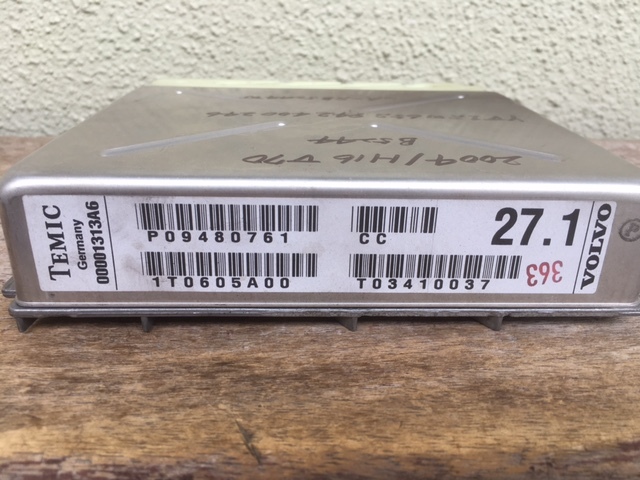 2004/H16 V70
B5244
TEMIC
Germany
00001313A6
P09480761
CC
27.1
1T0605A00
T03410037
363
VOLVO